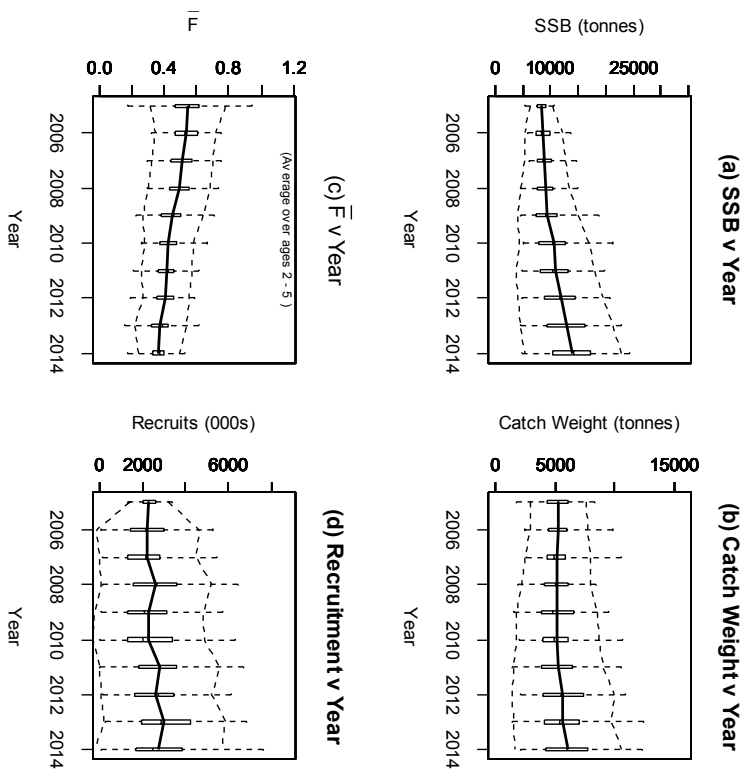 (a) SSB v Year
SSB (tonnes)
0 10000 25000
2006 2008 2010 2012 2014
Year
(b) Catch Weight v Year
Catch Weight (tonnes)
0 5000 15000
2006 2008 2010 2012 2014
Year
(c) F̅ v Year
F̅
0.0 0.4 0.8 1.2
(Average over ages 2 - 5 )
2006 2008 2010 2012 2014
Year
(d) Recruitment v Year
Recruits (000s)
0 2000 6000
2006 2008 2010 2012 2014
Year